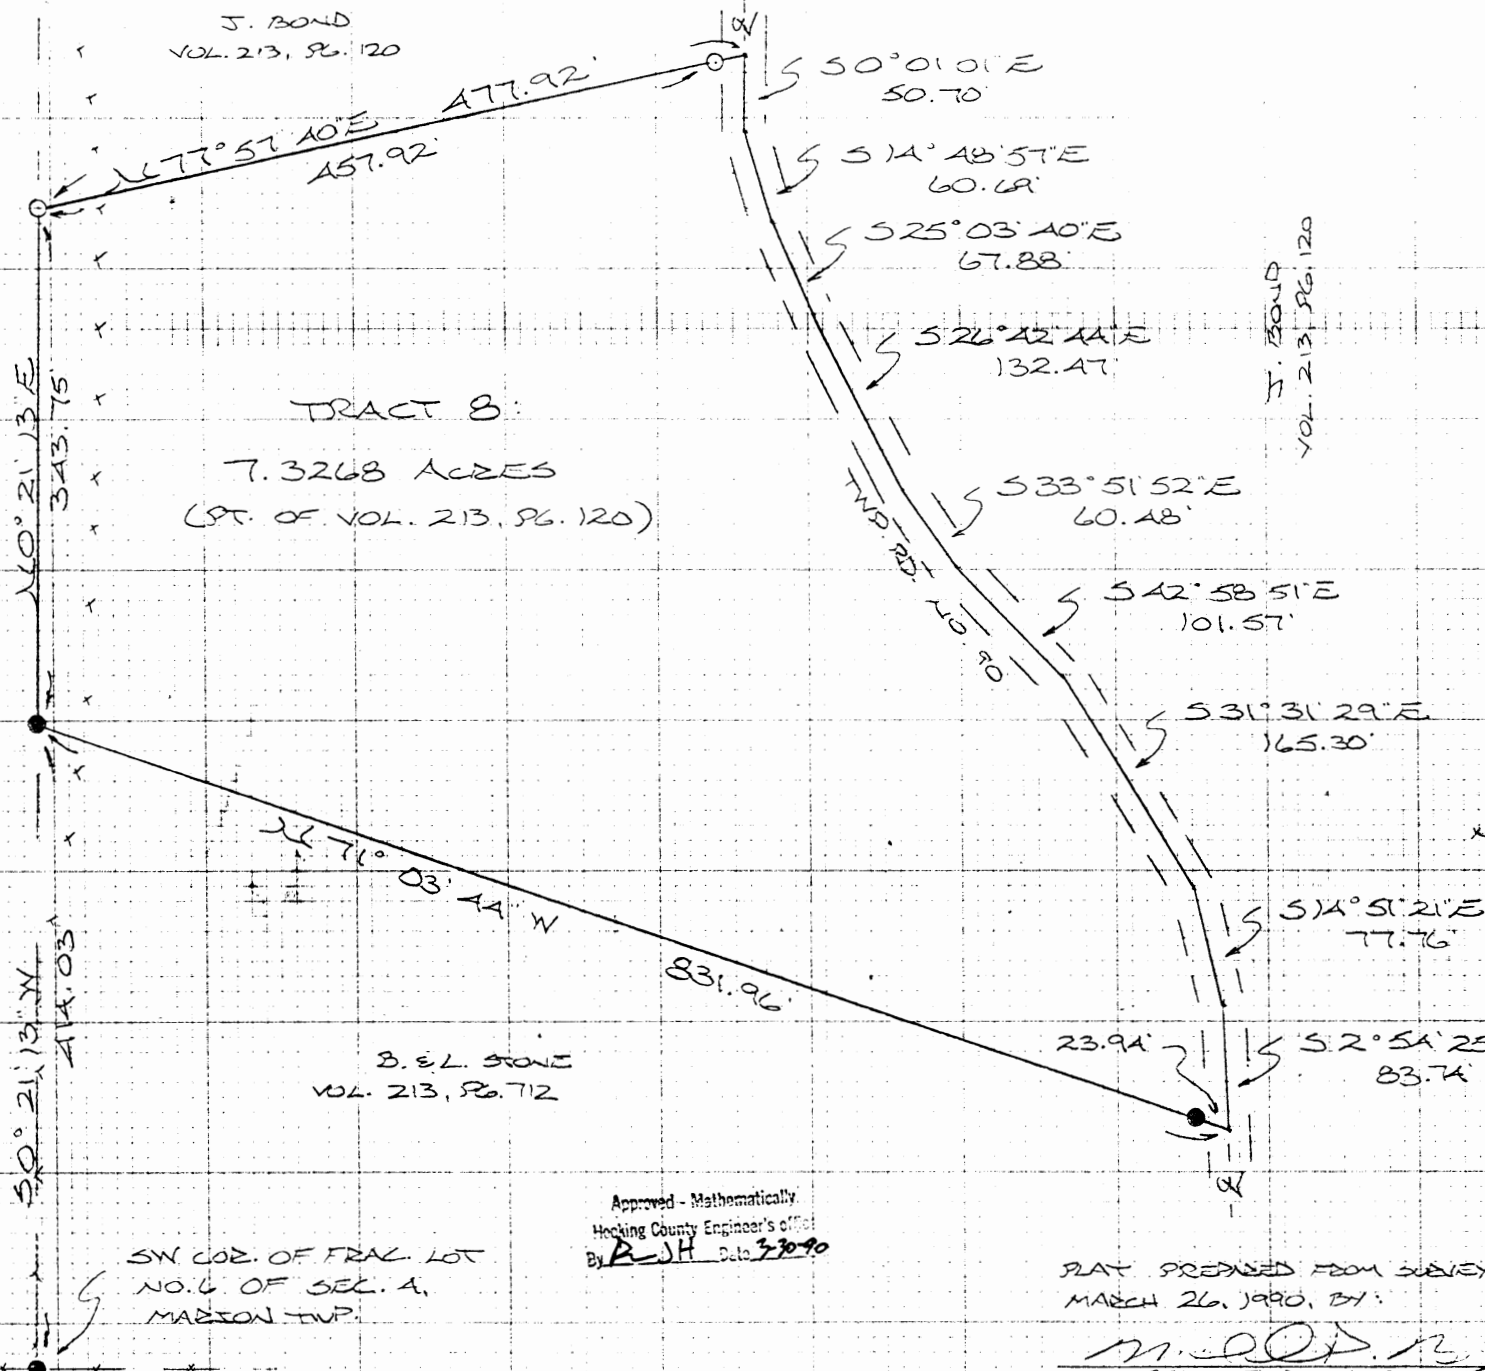 J. BOND
VOL. 213, PG. 120
477.92'
N 77° 57' 40" E
457.92'
S 0° 01' 01" E
50.70'
S 14° 48' 57" E
60.69'
S 25° 03' 40" E
67.88'
S 26° 42' 44" E
132.47'
J. BOND
VOL. 213, PG. 120
N 0° 21' 13" E
343.75'
TRACT 8:
7.3268 ACRES
(PT. OF VOL. 213, PG. 120)
S 33° 51' 52" E
60.48'
TWP. RD. NO. 90
S 42° 58' 51" E
101.57'
S 31° 31' 29" E
165.30'
N 71° 03' 44" W
831.96'
S 14° 51' 21" E
77.76'
S 0° 21' 13" W
414.03'
23.94'
S 2° 54' 25
83.74'
B. & L. STONE
VOL. 213, PG. 712
Approved - Mathematically
Hocking County Engineer's office
By RJH Date 3-30-90
SW COR. OF FRAC. LOT
NO. 6 OF SEC. 4,
MARION TWP.
PLAT PREPARED FROM SURVEY
MARCH 26, 1990, BY: